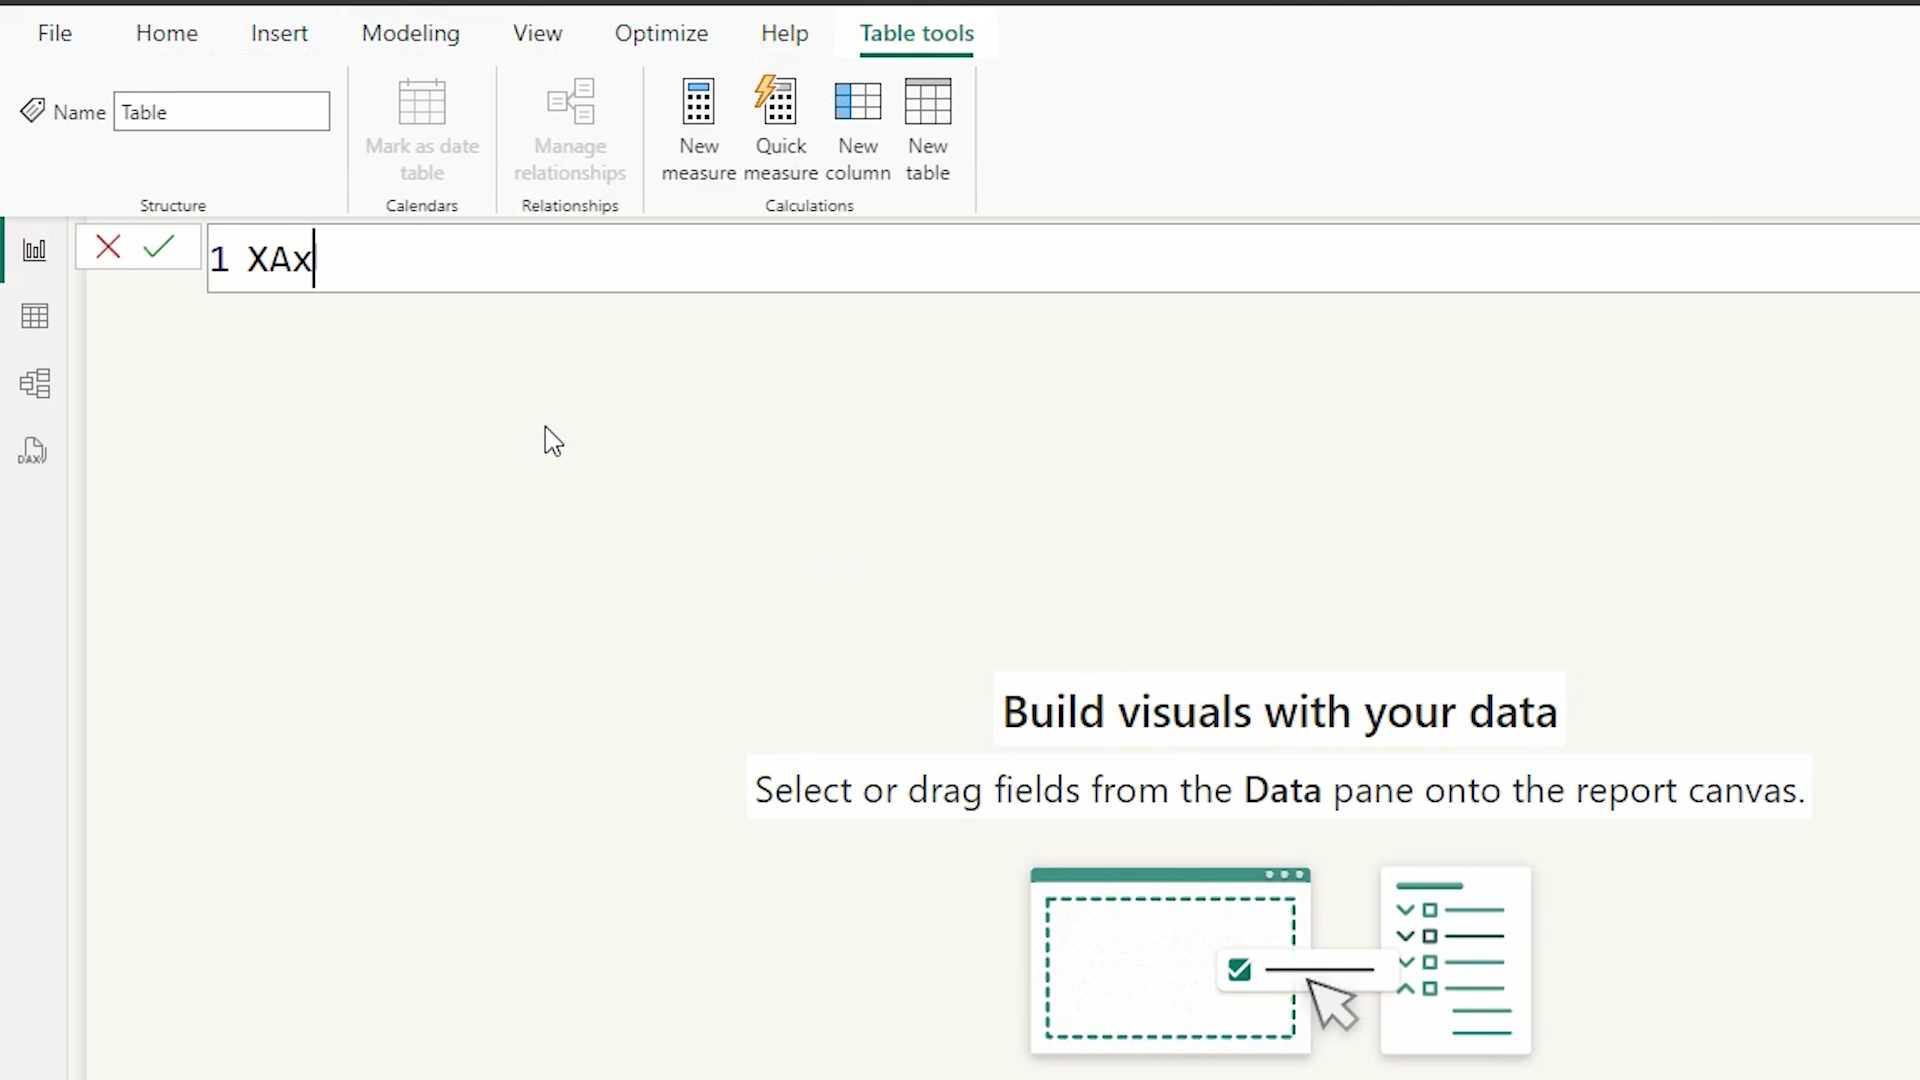 File Home Insert Modeling View Optimize Help Table tools
Name Table
Mark as date table
Manage relationships
New measure
Quick measure
New column
New table
Structure Calendars Relationships Calculations
1 XAx
DAX
Build visuals with your data
Select or drag fields from the Data pane onto the report canvas.